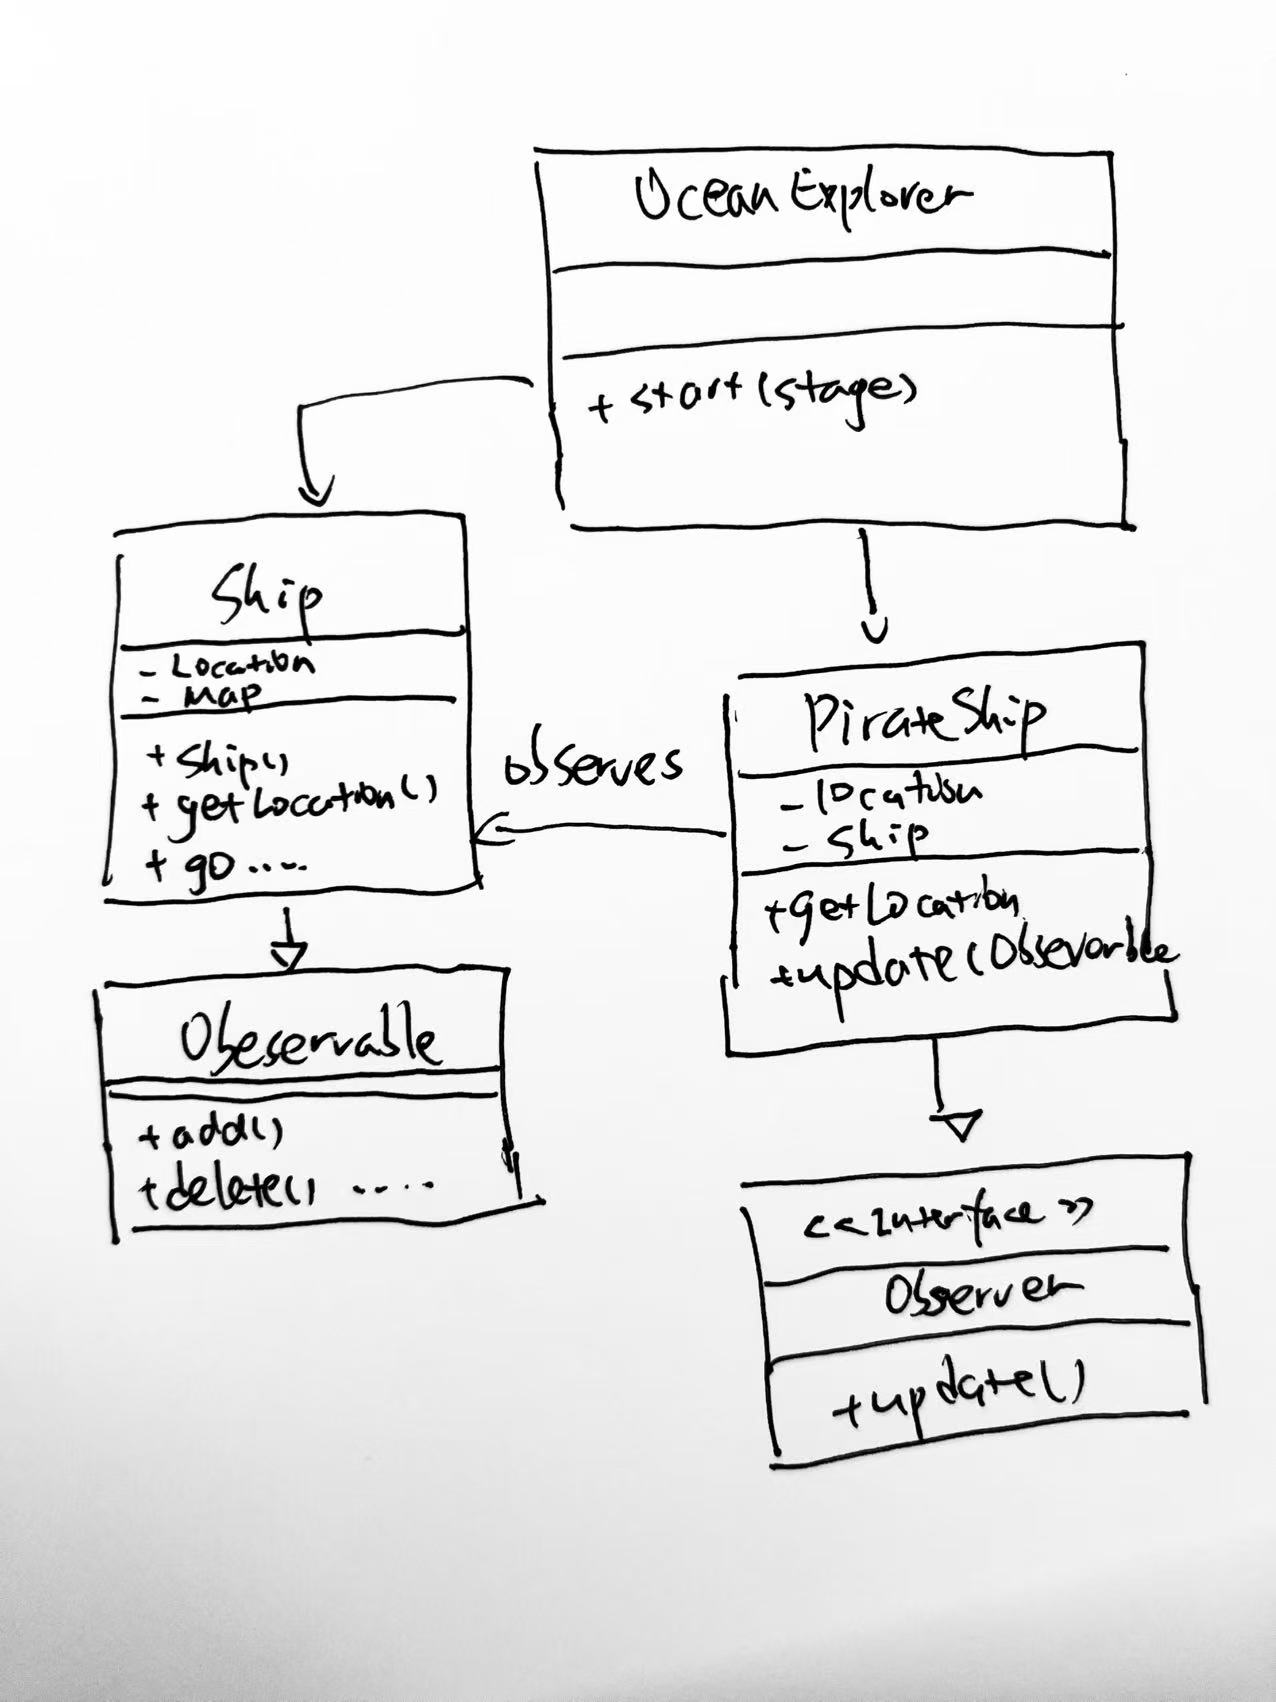 OceanExplorer
+ start(stage)
Ship
- Location
- Map
+ Ship()
+ getLocation()
+ go .....
observes
PirateShip
- location
- Ship
+getLocation
+update(Observarble
Obeservable
+add()
+delete() .....
<<Interface>>
Observer
+update()